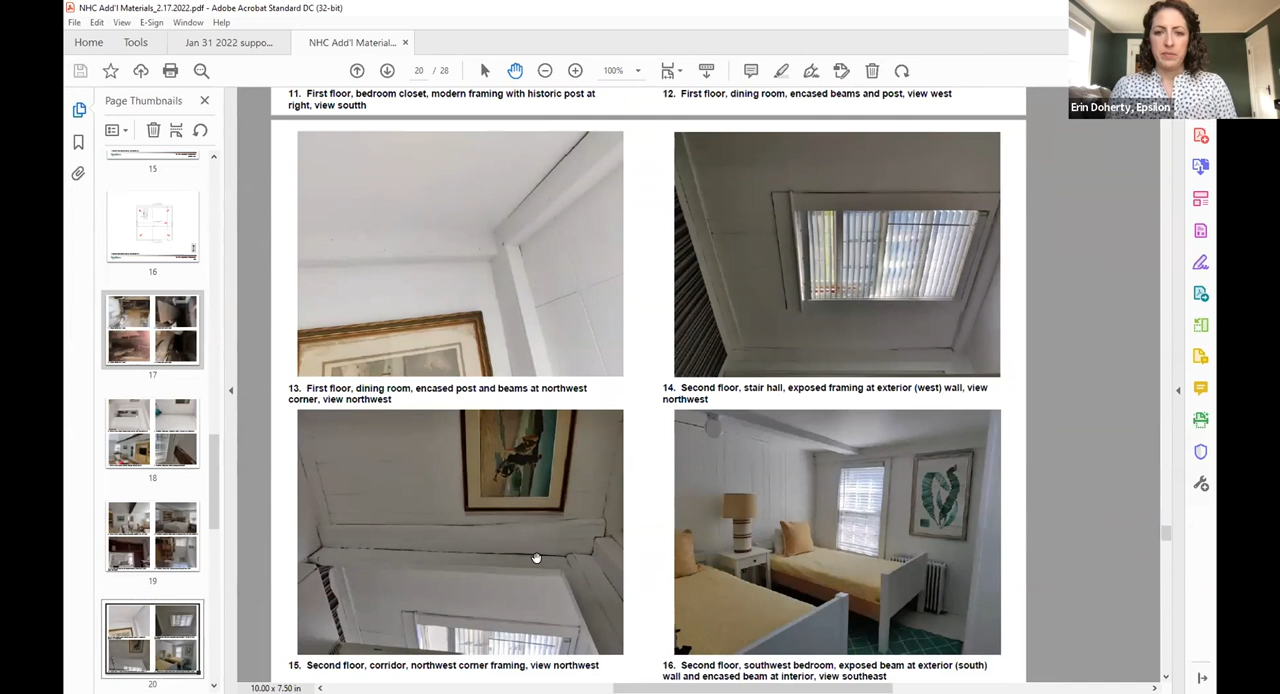 NHC Add'l Materials_2.17.2022.pdf - Adobe Acrobat Standard DC (32-bit)
File Edit View E-Sign Window Help
Home Tools Jan 31 2022 suppo... NHC Add'l Material... ×
20 / 28 100%
Erin Doherty, Epsilon
Page Thumbnails
15
16
17
18
19
20
11. First floor, bedroom closet, modern framing with historic post at
right, view soutth
12. First floor, dining room, encased beams and post, view west
13. First floor, dining room, encased post and beams at northwest
corner, view northwest
14. Second floor, stair hall, exposed framing at exterior (west) wall, view
northwest
15. Second floor, corridor, northwest corner framing, view northwest
16. Second floor, southwest bedroom, exposed beam at exterior (south)
wall and encased beam at interior, view southeast
10.00 x 7.50 in